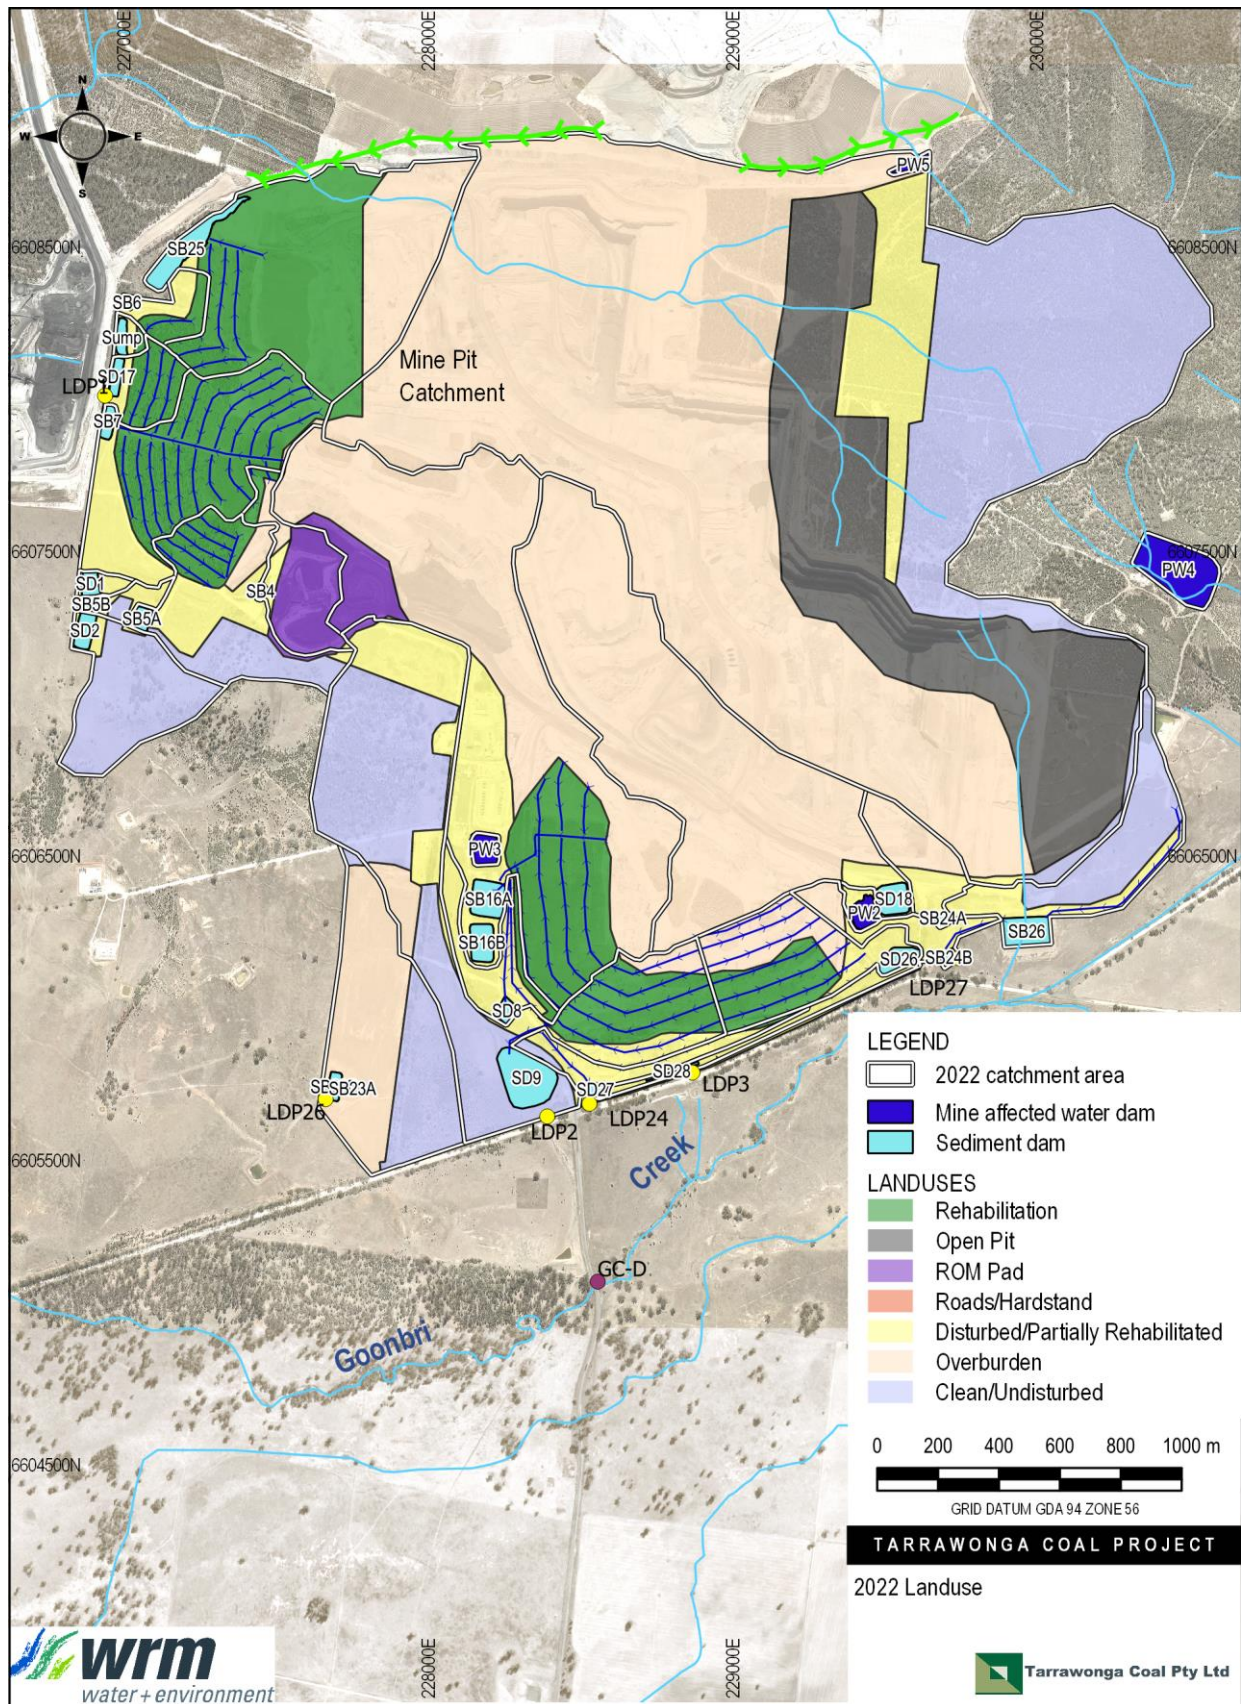 227000E
228000E
229000E
230000E
N
W
E
S
PW5
6608500N
6608500N
SB25
SB6
Sump
SD17
LDP1
SB7
Mine Pit
Catchment
6607500N
6607500N
PW4
SD1
SB5B
SB5A
SD2
SB4
6606500N
6606500N
PW3
SB16A
SB16B
SD18
PW2
SB24A
SB26
SD26
SB24B
LDP27
SD8
SD9
SD27
SD28
LDP3
SB23A
LDP26
LDP2
LDP24
6605500N
Creek
GC-D
Goonbri
6604500N
228000E
229000E
LEGEND
2022 catchment area
Mine affected water dam
Sediment dam
LANDUSES
Rehabilitation
Open Pit
ROM Pad
Roads/Hardstand
Disturbed/Partially Rehabilitated
Overburden
Clean/Undisturbed
0 200 400 600 800 1000 m
GRID DATUM GDA 94 ZONE 56
TARRAWONGA COAL PROJECT
2022 Landuse
wrm
water + environment
Tarrawonga Coal Pty Ltd